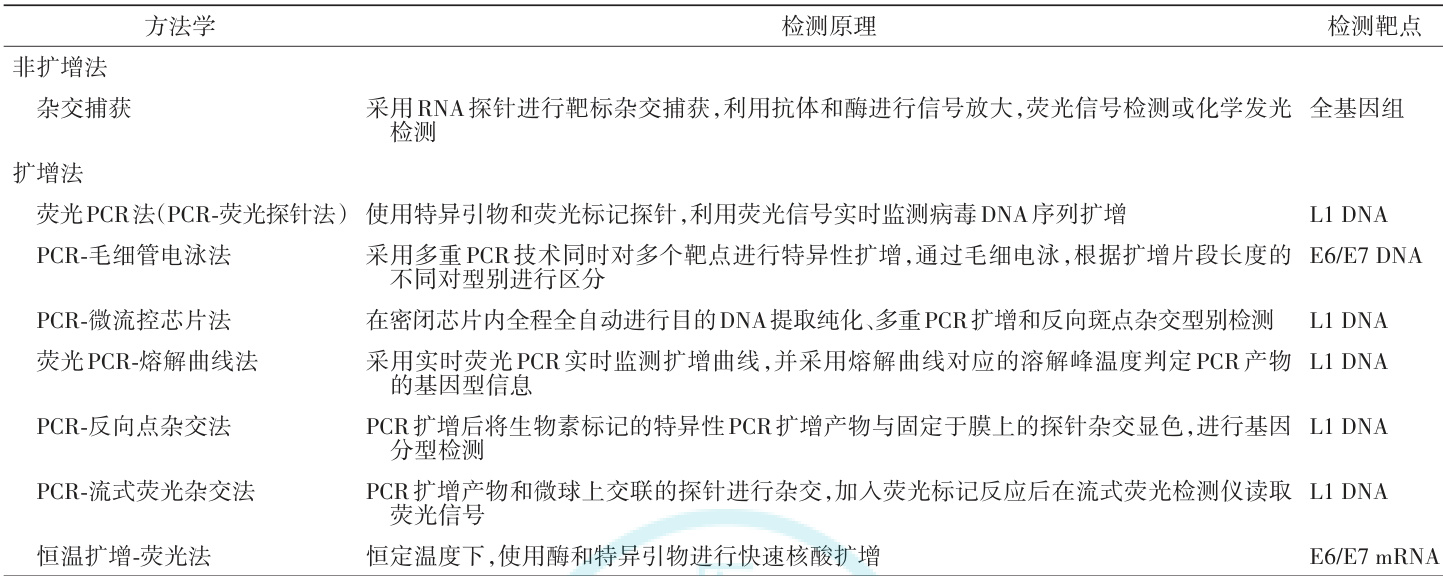 方法学 检测原理 检测靶点
非扩增法
杂交捕获 采用RNA探针进行靶标杂交捕获,利用抗体和酶进行信号放大,荧光信号检测或化学发光 全基因组
检测
扩增法
荧光PCR法(PCR-荧光探针法) 使用特异引物和荧光标记探针,利用荧光信号实时监测病毒DNA序列扩增 L1 DNA
PCR-毛细管电泳法 采用多重PCR技术同时对多个靶点进行特异性扩增,通过毛细电泳,根据扩增片段长度的 E6/E7 DNA
不同对型别进行区分
PCR-微流控芯片法 在密闭芯片内全程全自动进行目的DNA提取纯化、多重PCR扩增和反向斑点杂交型别检测 L1 DNA
荧光PCR-熔解曲线法 采用实时荧光PCR实时监测扩增曲线,并采用熔解曲线对应的溶解峰温度判定PCR产物 L1 DNA
的基因型信息
PCR-反向点杂交法 PCR扩增后将生物素标记的特异性PCR扩增产物与固定于膜上的探针杂交显色,进行基因 L1 DNA
分型检测
PCR-流式荧光杂交法 PCR扩增产物和微球上交联的探针进行杂交,加入荧光标记反应后在流式荧光检测仪读取 L1 DNA
荧光信号
恒温扩增-荧光法 恒定温度下,使用酶和特异引物进行快速核酸扩增 E6/E7 mRNA